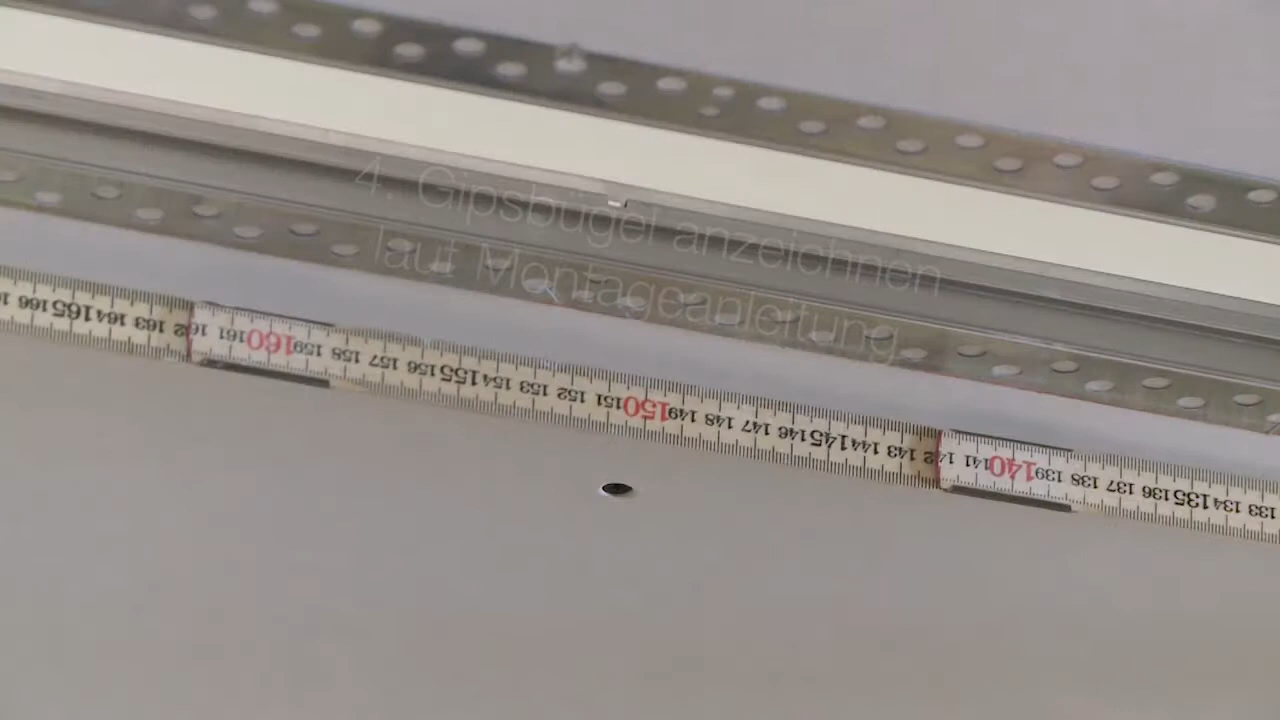 4. Gipsbügel anzeichnen
laut Montageanleitung
166 165 164 163 162 161 160 159 158 157 156 155 154 153 152 151 150 149 148 147 146 145 144 143 142 141 140 139 138 137 136 135 134 133